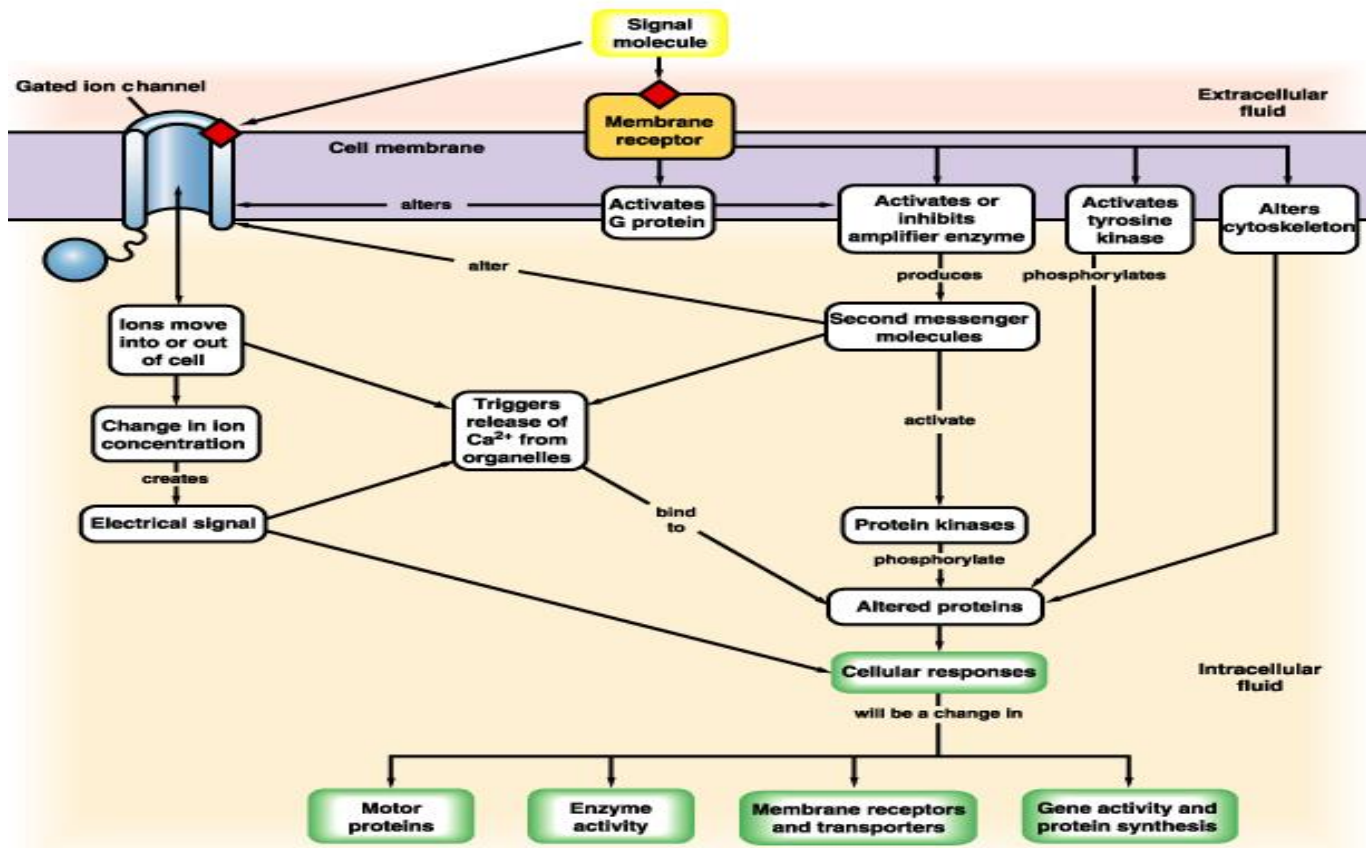 Signal
molecule
Gated ion channel
Extracellular
fluid
Membrane
receptor
Cell membrane
alters
Activates
G protein
Activates or
inhibits
amplifier enzyme
Activates
tyrosine
kinase
Alters
cytoskeleton
alter
produces
phosphorylates
Ions move
into or out
of cell
Second messenger
molecules
Triggers
release of
Ca²⁺ from
organelles
Change in ion
concentration
activate
creates
Electrical signal
bind
to
Protein kinases
phosphorylate
Altered proteins
Cellular responses
Intracellular
fluid
will be a change in
Motor
proteins
Enzyme
activity
Membrane receptors
and transporters
Gene activity and
protein synthesis